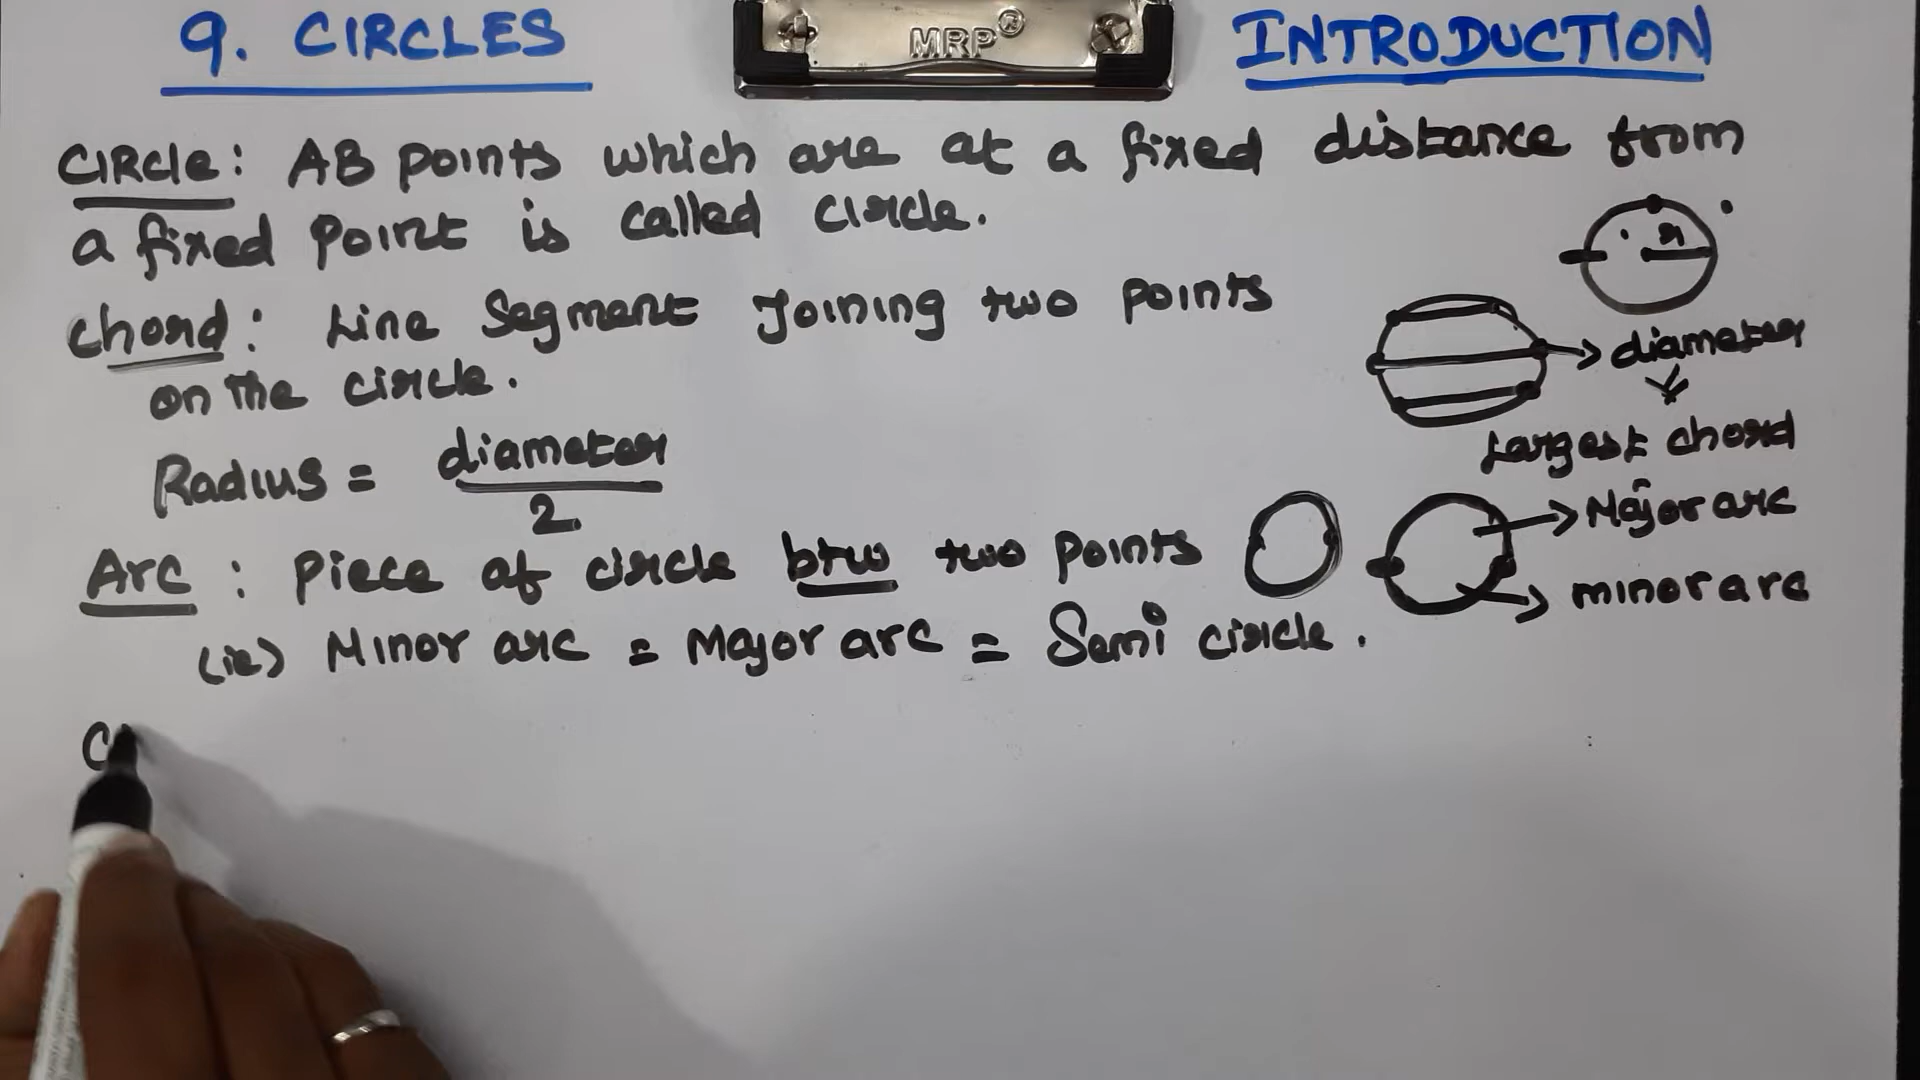 9. CIRCLES
MRP®
INTRODUCTION
CIRCle: AB points which are at a fixed distance from
a fixed point is called circle.
r
chord: Line Segment Joining two points
on the circle.
diameter
Largest chord
Radius = diameter
2
Major arc
minor arc
Arc : Piece of circle btw two points
(ie) Minor arc = Major arc = Semi circle.
C